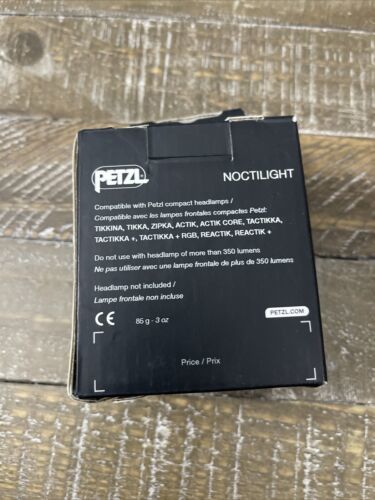 PETZL
NOCTILIGHT
Compatible with Petzl compact headlamps /
Compatible avec les lampes frontales compactes Petzl:
TIKKINA, TIKKA, ZIPKA, ACTIK, ACTIK CORE, TACTIKKA,
TACTIKKA +, TACTIKKA + RGB, REACTIK, REACTIK +
Do not use with headlamp of more than 350 lumens
Ne pas utiliser avec une lampe frontale de plus de 350 lumens
Headlamp not included /
Lampe frontale non incluse
CE 85 g - 3 oz
PETZL.COM
Price / Prix